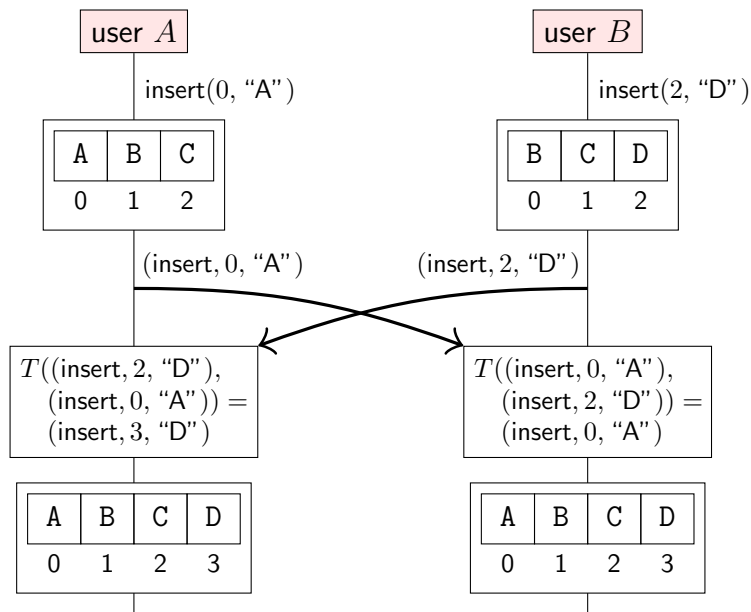 user A
user B
insert(0, “A”)
insert(2, “D”)
A B C
0 1 2
B C D
0 1 2
(insert, 0, “A”)
(insert, 2, “D”)
T((insert, 2, “D”),
(insert, 0, “A”)) =
(insert, 3, “D”)
T((insert, 0, “A”),
(insert, 2, “D”)) =
(insert, 0, “A”)
A B C D
0 1 2 3
A B C D
0 1 2 3